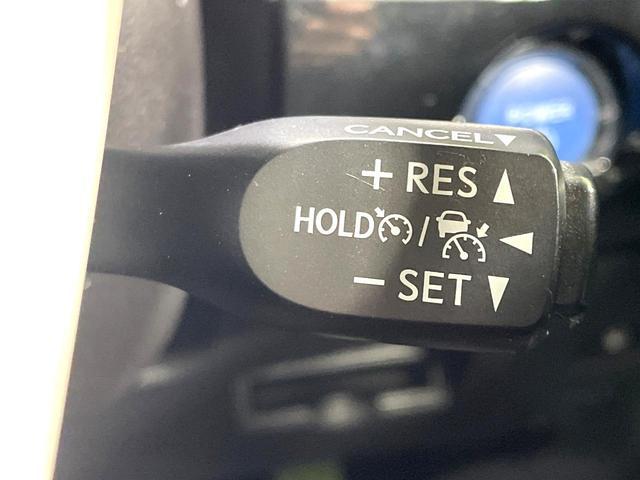 CANCEL▼
+ RES ▲
HOLD / ◀
− SET ▼